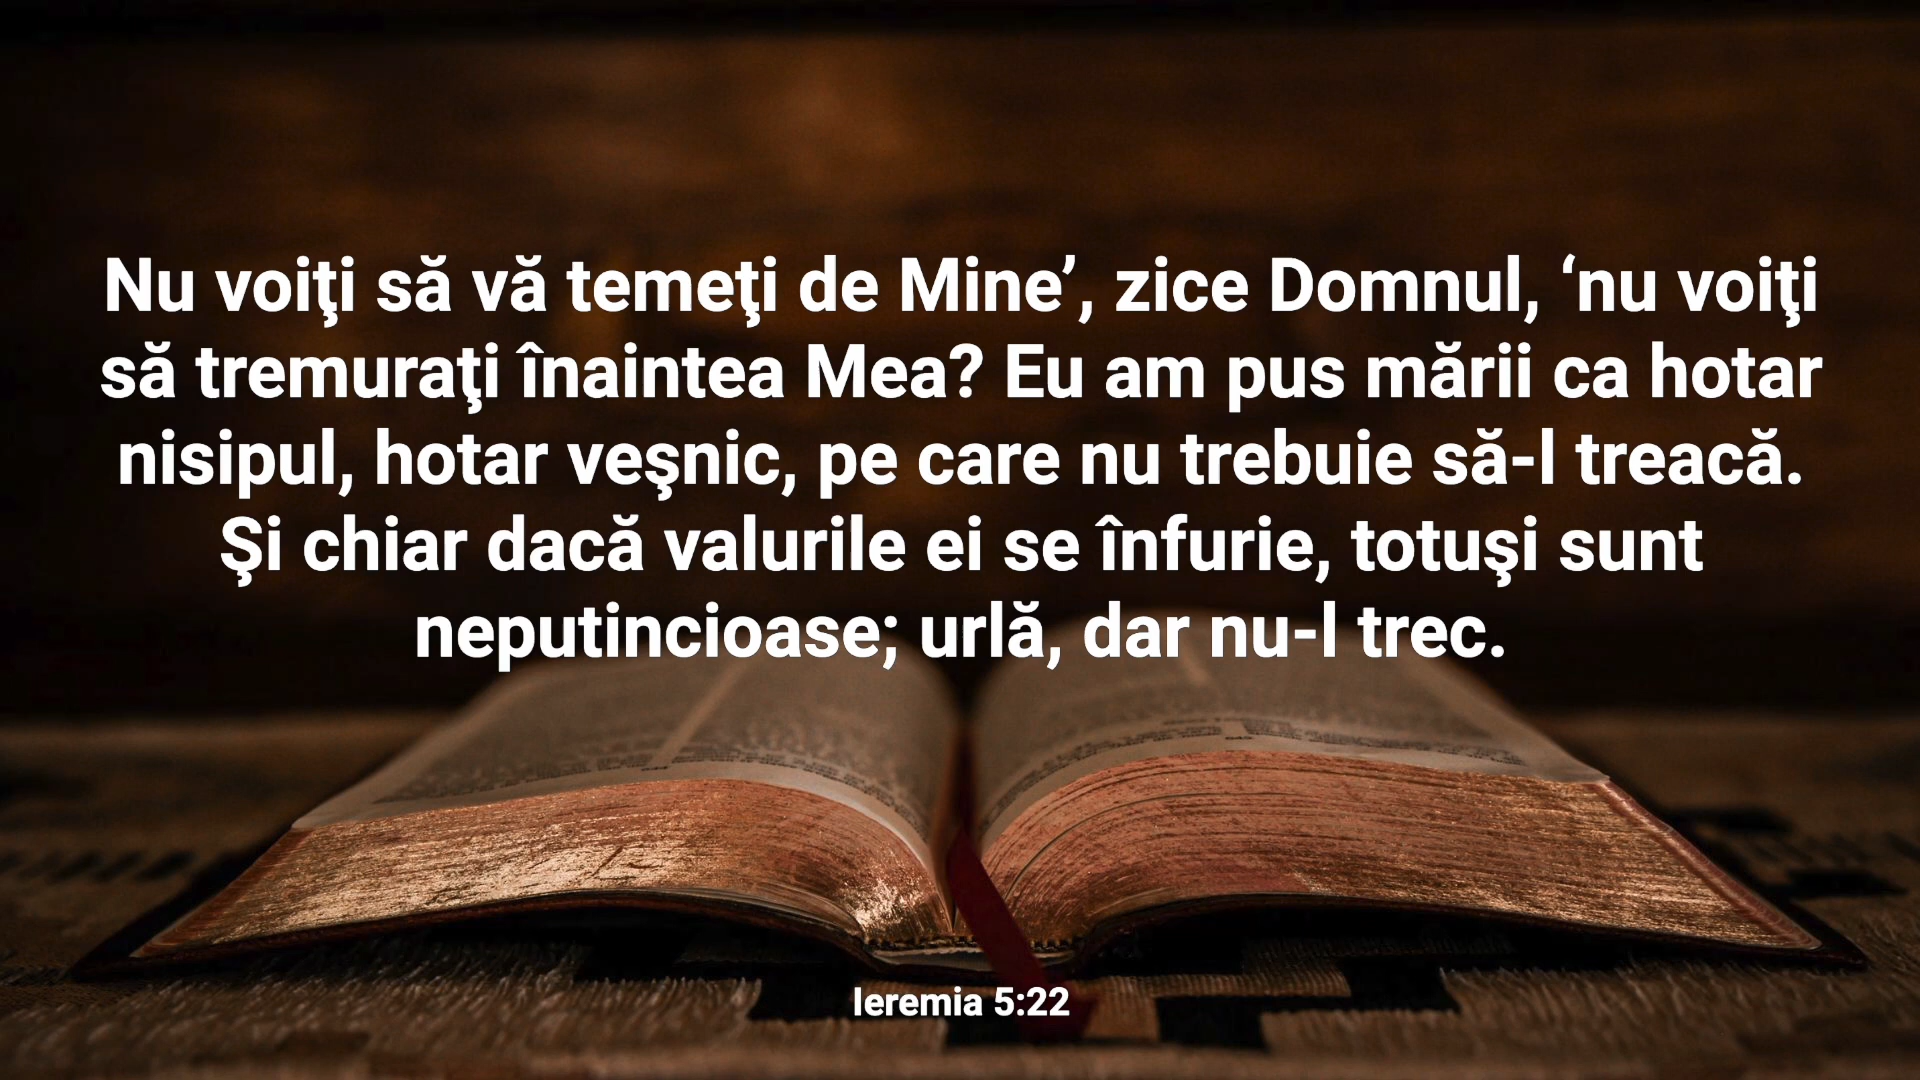 Nu voiţi să vă temeţi de Mine’, zice Domnul, ‘nu voiţi
să tremuraţi înaintea Mea? Eu am pus mării ca hotar
nisipul, hotar veşnic, pe care nu trebuie să-l treacă.
Şi chiar dacă valurile ei se înfurie, totuşi sunt
neputincioase; urlă, dar nu-l trec.
Ieremia 5:22